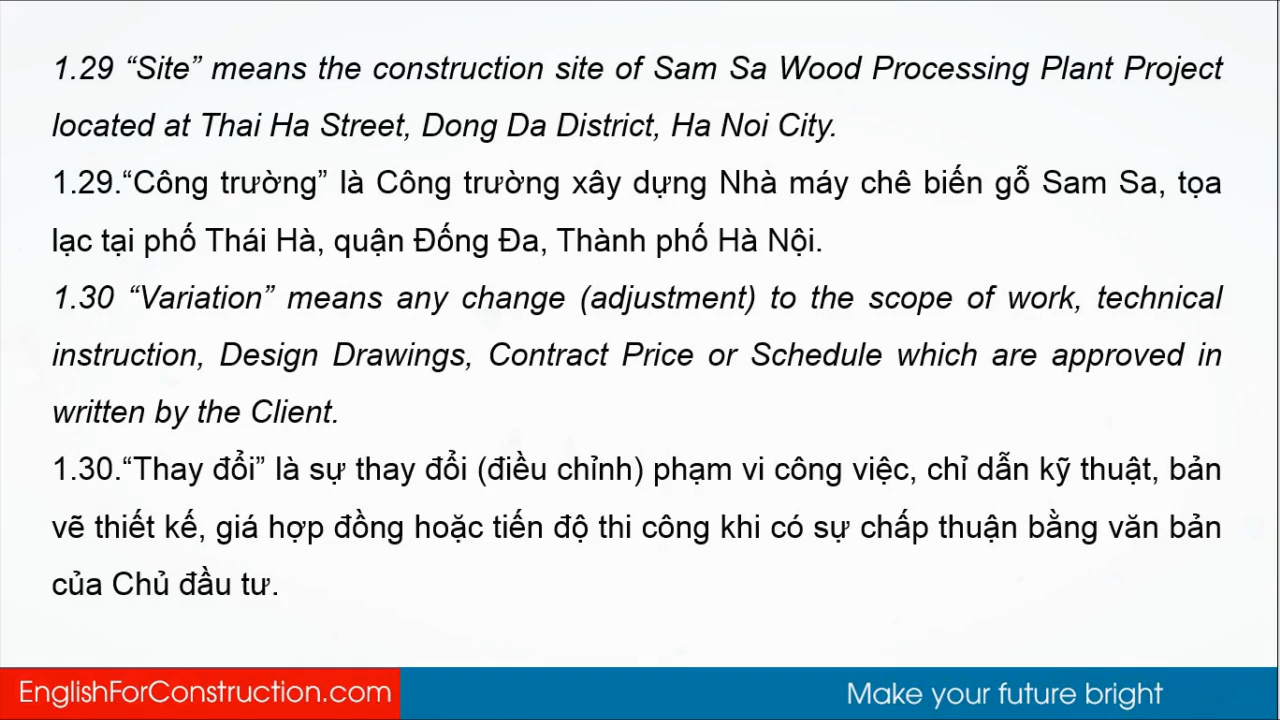 1.29 “Site” means the construction site of Sam Sa Wood Processing Plant Project
located at Thai Ha Street, Dong Da District, Ha Noi City.
1.29.“Công trường” là Công trường xây dựng Nhà máy chê biến gỗ Sam Sa, tọa
lạc tại phố Thái Hà, quận Đống Đa, Thành phố Hà Nội.
1.30 “Variation” means any change (adjustment) to the scope of work, technical
instruction, Design Drawings, Contract Price or Schedule which are approved in
written by the Client.
1.30.“Thay đổi” là sự thay đổi (điều chỉnh) phạm vi công việc, chỉ dẫn kỹ thuật, bản
vẽ thiết kế, giá hợp đồng hoặc tiến độ thi công khi có sự chấp thuận bằng văn bản
của Chủ đầu tư.
EnglishForConstruction.com
Make your future bright